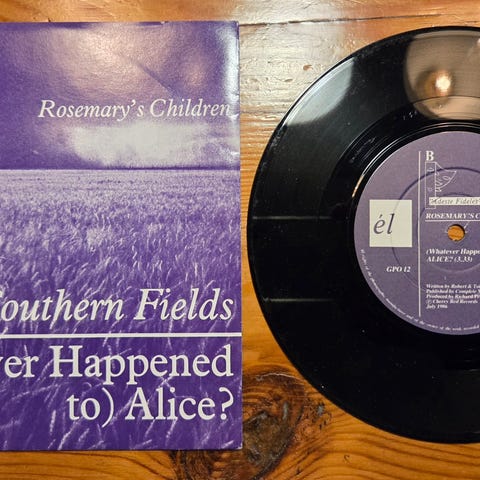 Rosemary's Children
Southern Fields
ver Happened
to) Alice?
B
Adeste Fideles
él
ROSEMARY'S C
(Whatever Happe
ALICE? (3.33)
GPO 12
Written by Robert &
Published by Complete
Produced by Richard
℗ Cherry Red Records
July 1986